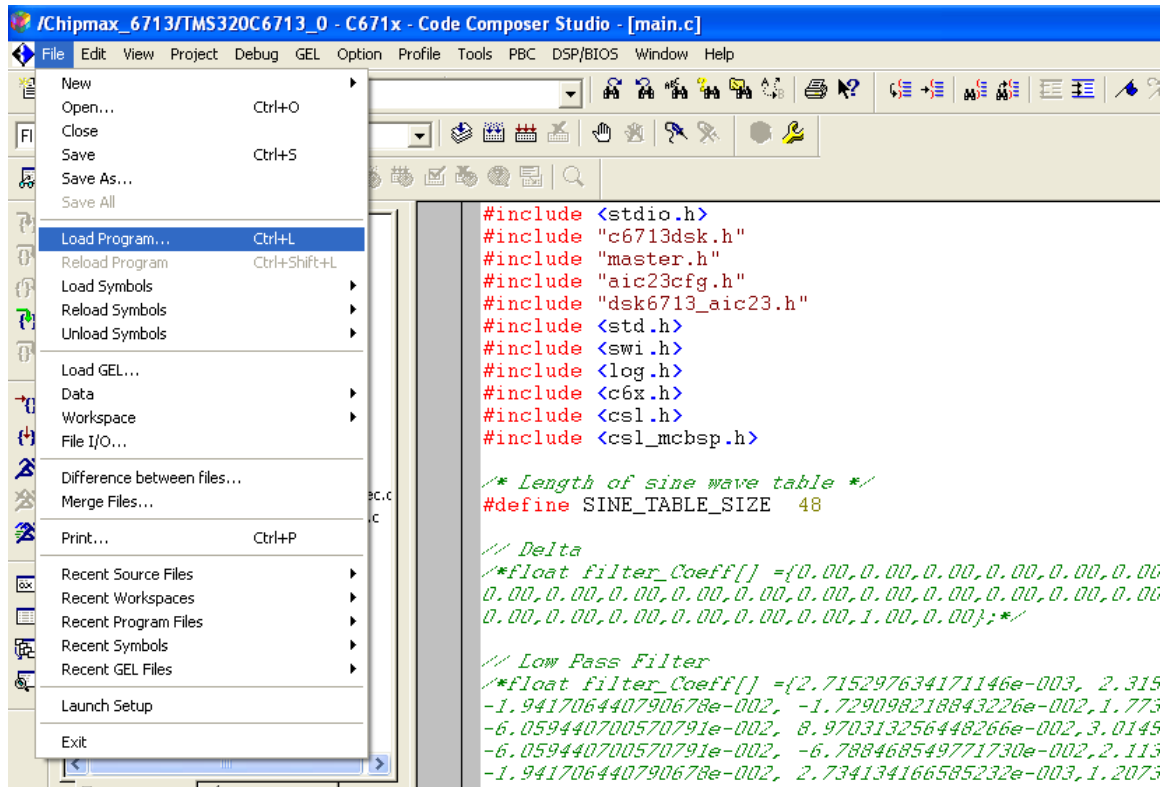 /Chipmax_6713/TMS320C6713_0 - C671x - Code Composer Studio - [main.c]
File Edit View Project Debug GEL Option Profile Tools PBC DSP/BIOS Window Help
New
Open... Ctrl+O
Close
Save Ctrl+S
Save As...
Save All
Load Program... Ctrl+L
Reload Program Ctrl+Shift+L
Load Symbols
Reload Symbols
Unload Symbols
Load GEL...
Data
Workspace
File I/O...
Difference between files...
Merge Files...
Print... Ctrl+P
Recent Source Files
Recent Workspaces
Recent Program Files
Recent Symbols
Recent GEL Files
Launch Setup
Exit
FI
ec.c
.c
#include <stdio.h>
#include "c6713dsk.h"
#include "master.h"
#include "aic23cfg.h"
#include "dsk6713_aic23.h"
#include <std.h>
#include <swi.h>
#include <log.h>
#include <c6x.h>
#include <csl.h>
#include <csl_mcbsp.h>
/* Length of sine wave table */
#define SINE_TABLE_SIZE 48
// Delta
/*float filter_Coeff[] ={0.00,0.00,0.00,0.00,0.00,0.00
0.00,0.00,0.00,0.00,0.00,0.00,0.00,0.00,0.00,0.00,0.00
0.00,0.00,0.00,0.00,0.00,0.00,1.00,0.00};*/
// Low Pass Filter
/*float filter_Coeff[] ={2.715297634171146e-003, 2.315
-1.941706440790678e-002, -1.729098218843226e-002,1.773
-6.059440700570791e-002, 8.970313256448266e-002,3.0145
-6.059440700570791e-002, -6.788468549771730e-002,2.113
-1.941706440790678e-002, 2.734134166585232e-003,1.2073